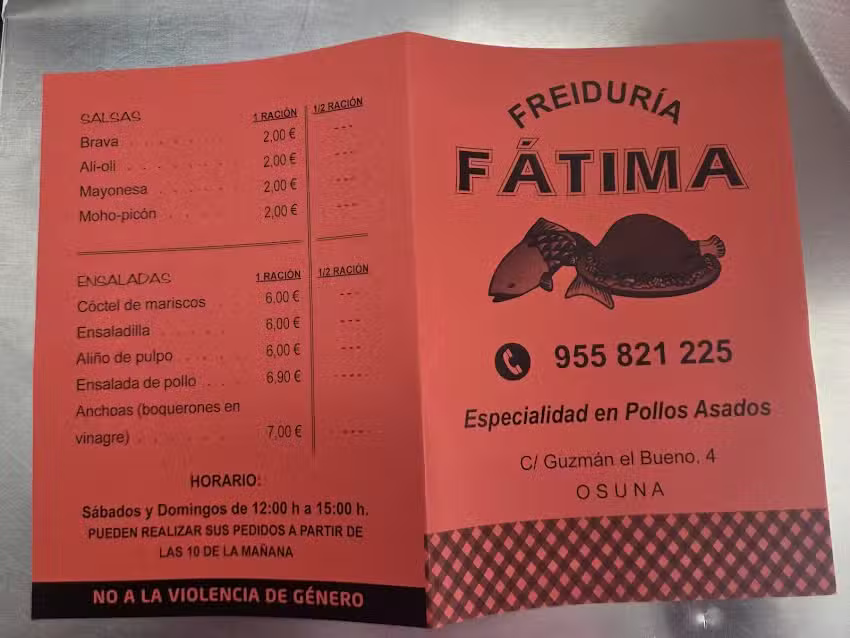 SALSAS 1 RACIÓN 1/2 RACIÓN
Brava 2,00 € ---
Ali-oli 2,00 € ---
Mayonesa 2,00 € ---
Moho-picón 2,00 € ---
ENSALADAS 1 RACIÓN 1/2 RACIÓN
Cóctel de mariscos 6,00 € ---
Ensaladilla 6,00 € ---
Aliño de pulpo 6,00 € ---
Ensalada de pollo 6,90 € ---
Anchoas (boquerones en
vinagre) 7,00 € ----
HORARIO:
Sábados y Domingos de 12:00 h a 15:00 h.
PUEDEN REALIZAR SUS PEDIDOS A PARTIR DE
LAS 10 DE LA MAÑANA
NO A LA VIOLENCIA DE GÉNERO
FREIDURÍA
FÁTIMA
955 821 225
Especialidad en Pollos Asados
C/ Guzmán el Bueno, 4
OSUNA